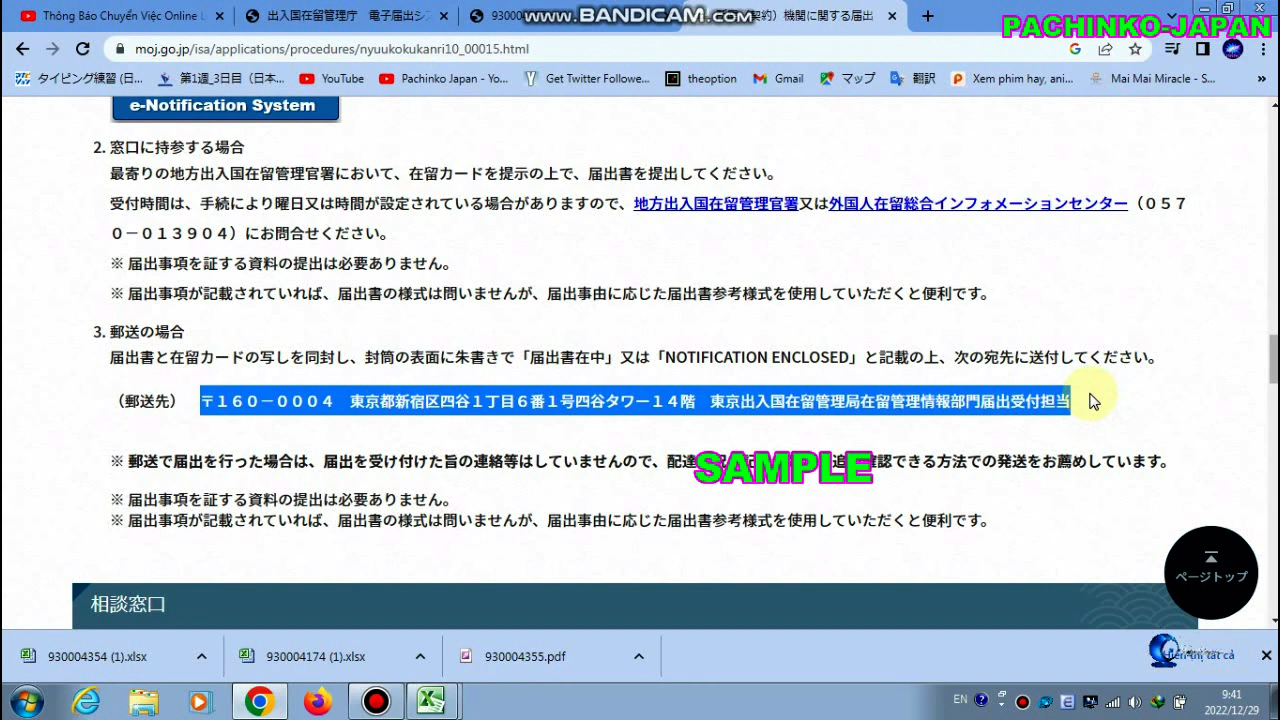 Thông Báo Chuyển Việc Online L
出入国在留管理庁 電子届出シス
93000
WWW.BANDICAM.COM
契約）機関に関する届出
PACHINKO-JAPAN
moj.go.jp/isa/applications/procedures/nyuukokukanri10_00015.html
タイピング練習 (日...
第1週_3日目（日本...
YouTube
Pachinko Japan - Yo...
Get Twitter Followe...
theoption
Gmail
マップ
翻訳
Xem phim hay, ani...
Mai Mai Miracle - S...
e-Notification System
2. 窓口に持参する場合
最寄りの地方出入国在留管理官署において、在留カードを提示の上で、届出書を提出してください。
受付時間は、手続により曜日又は時間が設定されている場合がありますので、地方出入国在留管理官署又は外国人在留総合インフォメーションセンター（０５７
０－０１３９０４）にお問合せください。
※ 届出事項を証する資料の提出は必要ありません。
※ 届出事項が記載されていれば、届出書の様式は問いませんが、届出事由に応じた届出書参考様式を使用していただくと便利です。
3. 郵送の場合
届出書と在留カードの写しを同封し、封筒の表面に朱書きで「届出書在中」又は「NOTIFICATION ENCLOSED」と記載の上、次の宛先に送付してください。
（郵送先） 〒１６０－０００４ 東京都新宿区四谷１丁目６番１号四谷タワー１４階 東京出入国在留管理局在留管理情報部門届出受付担当
※ 郵送で届出を行った場合は、届出を受け付けた旨の連絡等はしていませんので、配達
SAMPLE
確認できる方法での発送をお薦めしています。
※ 届出事項を証する資料の提出は必要ありません。
※ 届出事項が記載されていれば、届出書の様式は問いませんが、届出事由に応じた届出書参考様式を使用していただくと便利です。
ページトップ
相談窓口
930004354 (1).xlsx
930004174 (1).xlsx
930004355.pdf
Hiển thị tất cả
EN
9:41
2022/12/29